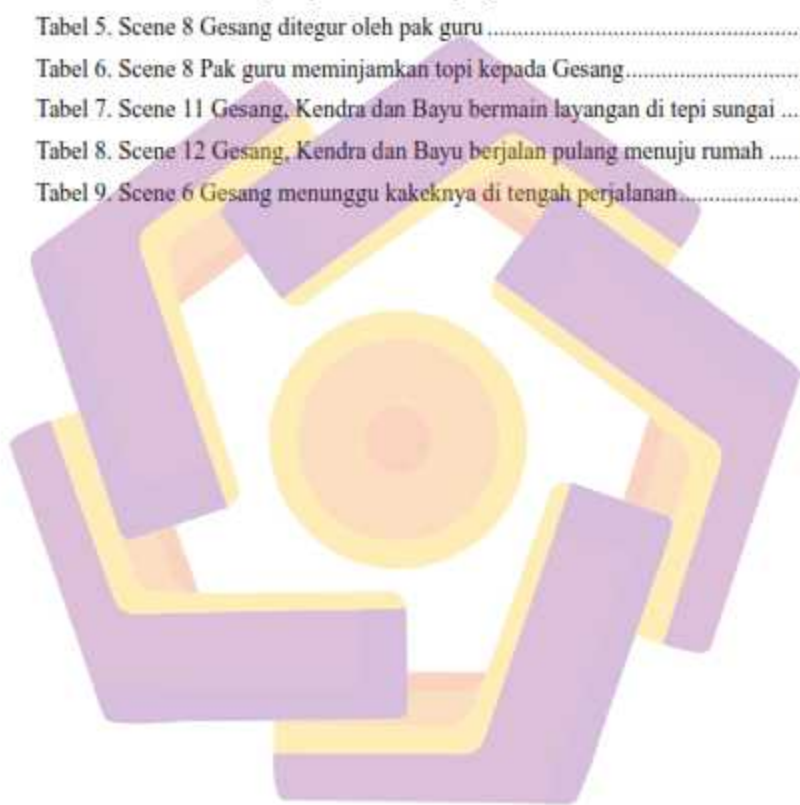 Tabel 5. Scene 8 Gesang ditegur oleh pak guru ......................................................
Tabel 6. Scene 8 Pak guru meminjamkan topi kepada Gesang..............................
Tabel 7. Scene 11 Gesang, Kendra dan Bayu bermain layangan di tepi sungai ...
Tabel 8. Scene 12 Gesang, Kendra dan Bayu berjalan pulang menuju rumah .....
Tabel 9. Scene 6 Gesang menunggu kakeknya di tengah perjalanan.....................